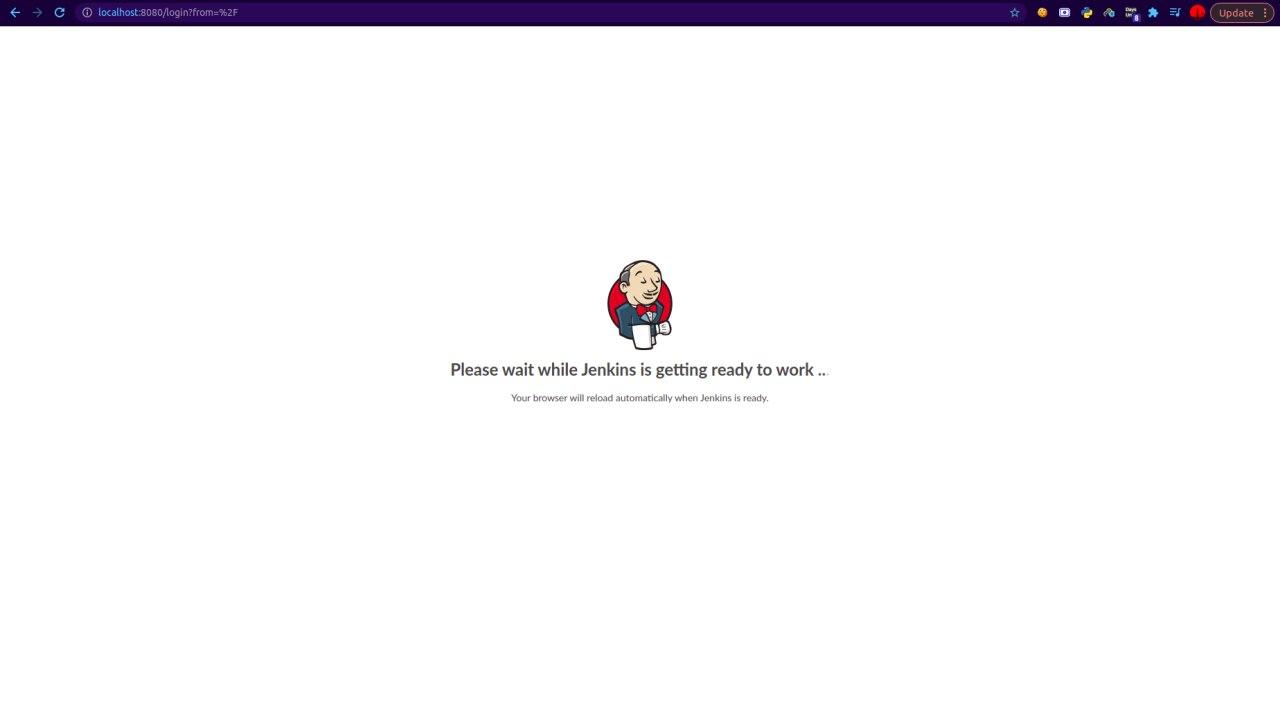 localhost:8080/login?from=%2F
Update
Please wait while Jenkins is getting ready to work ...
Your browser will reload automatically when Jenkins is ready.